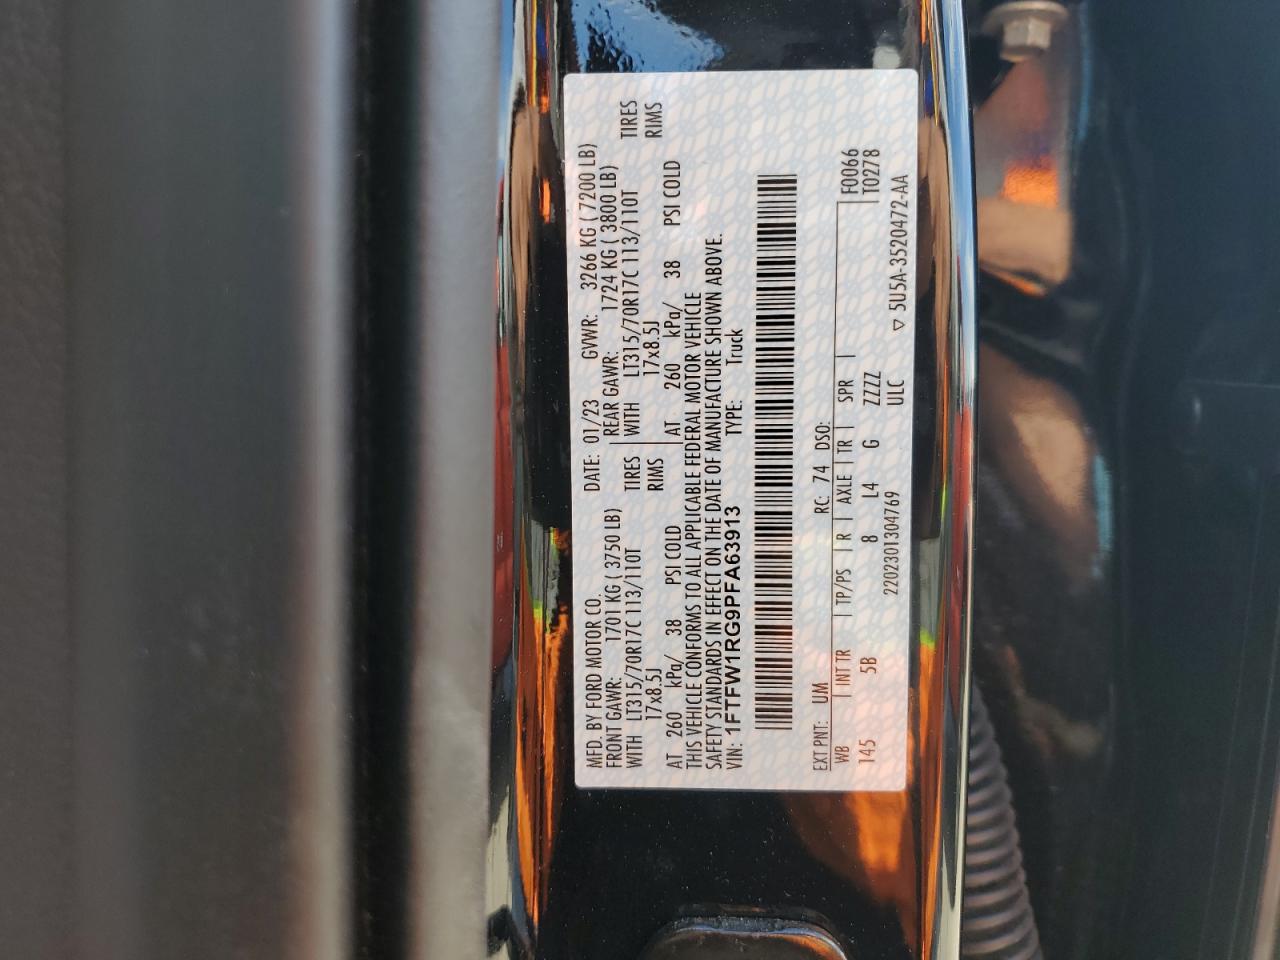 MFD. BY FORD MOTOR CO. DATE: 01/23 GVWR: 3266 KG ( 7200 LB)
FRONT GAWR: 1701 KG ( 3750 LB) REAR GAWR: 1724 KG ( 3800 LB)
WITH LT315/70R17C 113/110T TIRES WITH LT315/70R17C 113/110T TIRES
17x8.5J RIMS 17x8.5J RIMS
AT 260 kPa/ 38 PSI COLD AT 260 kPa/ 38 PSI COLD
THIS VEHICLE CONFORMS TO ALL APPLICABLE FEDERAL MOTOR VEHICLE
SAFETY STANDARDS IN EFFECT ON THE DATE OF MANUFACTURE SHOWN ABOVE.
VIN: 1FTFW1RG9PFA63913 TYPE: Truck
EXT PNT: UM RC: 74 DSO:
WB INT TR TP/PS R AXLE TR SPR F0066
145 5B 8 L4 G ZZZZ T0278
2202301304769 ULC ▽ 5U5A-3520472-AA